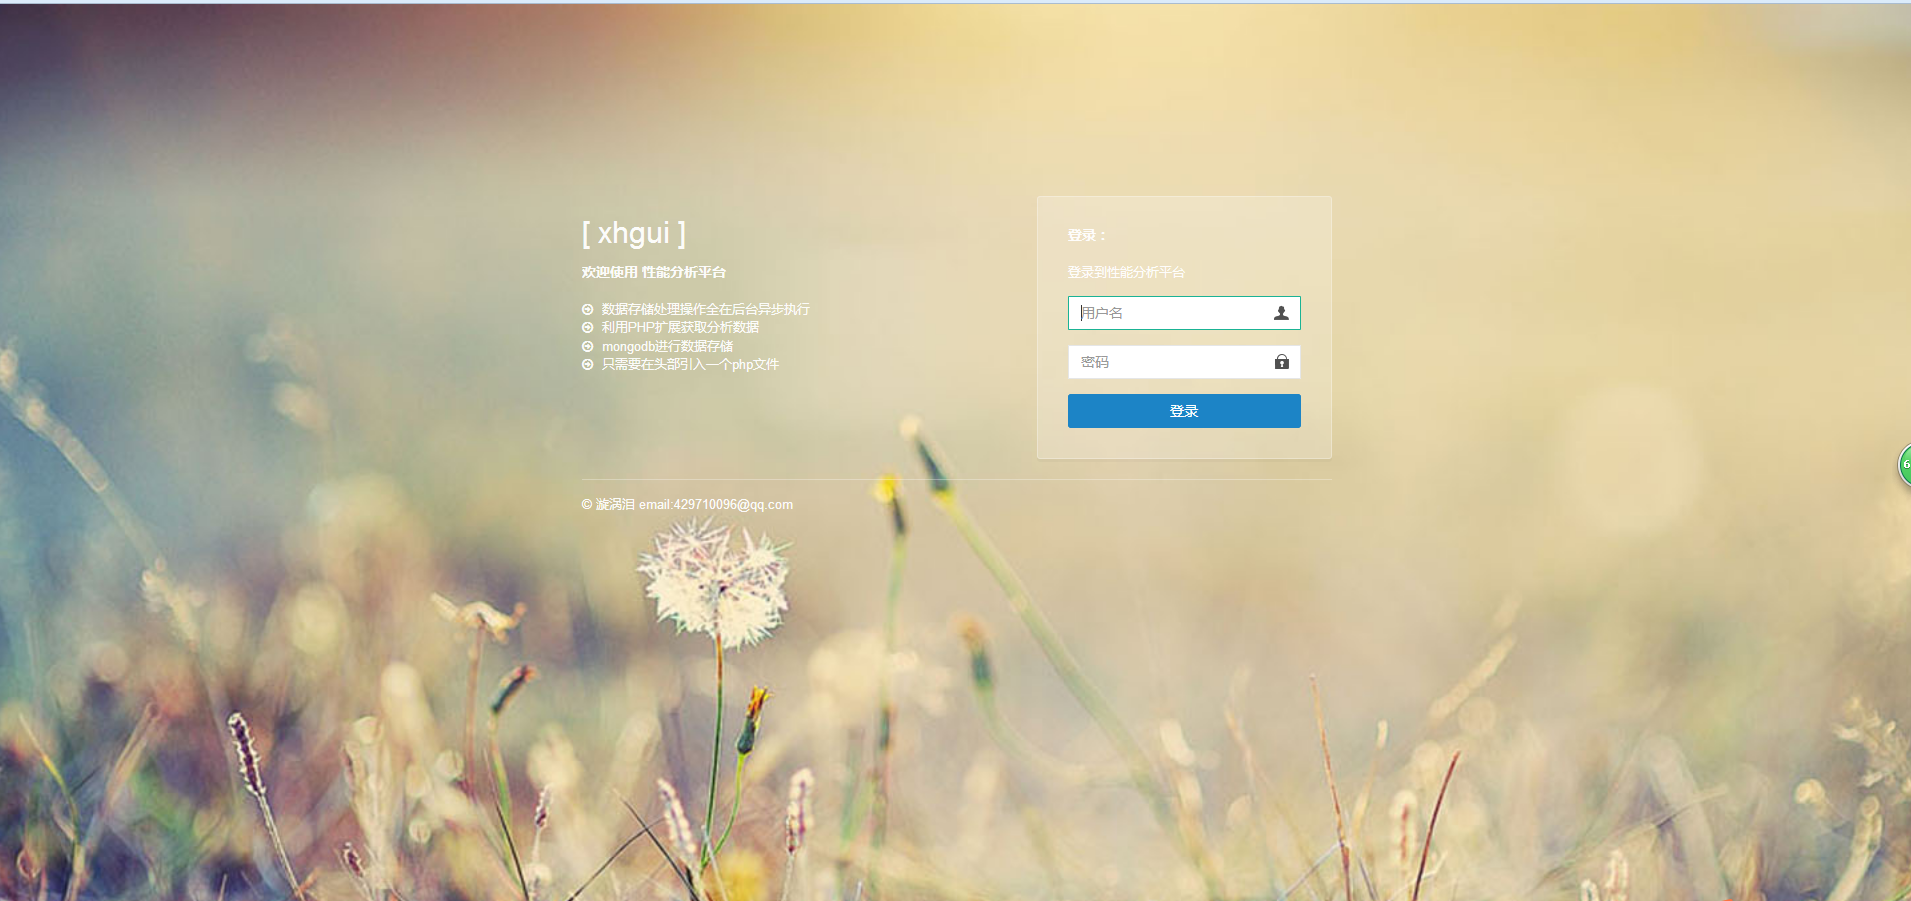 [ xhgui ]
欢迎使用 性能分析平台
数据存储处理操作全在后台异步执行
利用PHP扩展获取分析数据
mongodb进行数据存储
只需要在头部引入一个php文件
登录：
登录到性能分析平台
用户名
密码
登录
© 漩涡泪 email:429710096@qq.com